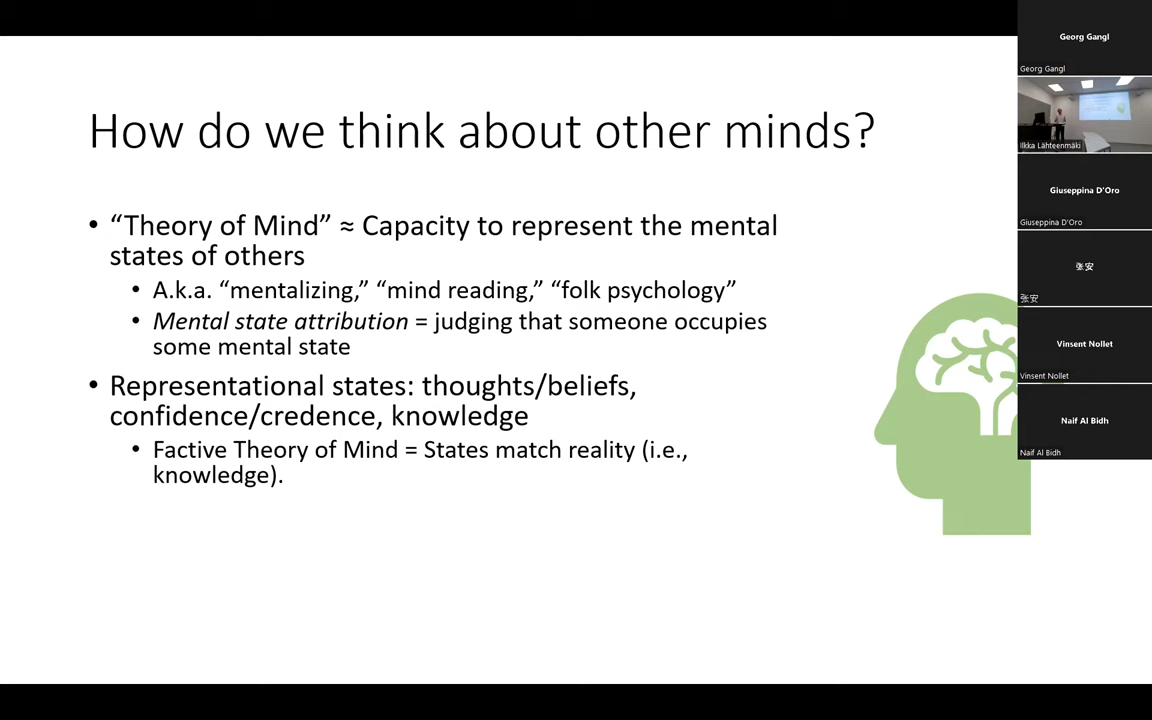 How do we think about other minds?
• “Theory of Mind” ≈ Capacity to represent the mental
states of others
• A.k.a. “mentalizing,” “mind reading,” “folk psychology”
• Mental state attribution = judging that someone occupies
some mental state
• Representational states: thoughts/beliefs,
confidence/credence, knowledge
• Factive Theory of Mind = States match reality (i.e.,
knowledge).
Georg Gangl
Georg Gangl
Ilkka Lähteenmäki
Giuseppina D'Oro
Giuseppina D'Oro
张安
张安
Vinsent Nollet
Vinsent Nollet
Naif Al Bidh
Naif Al Bidh